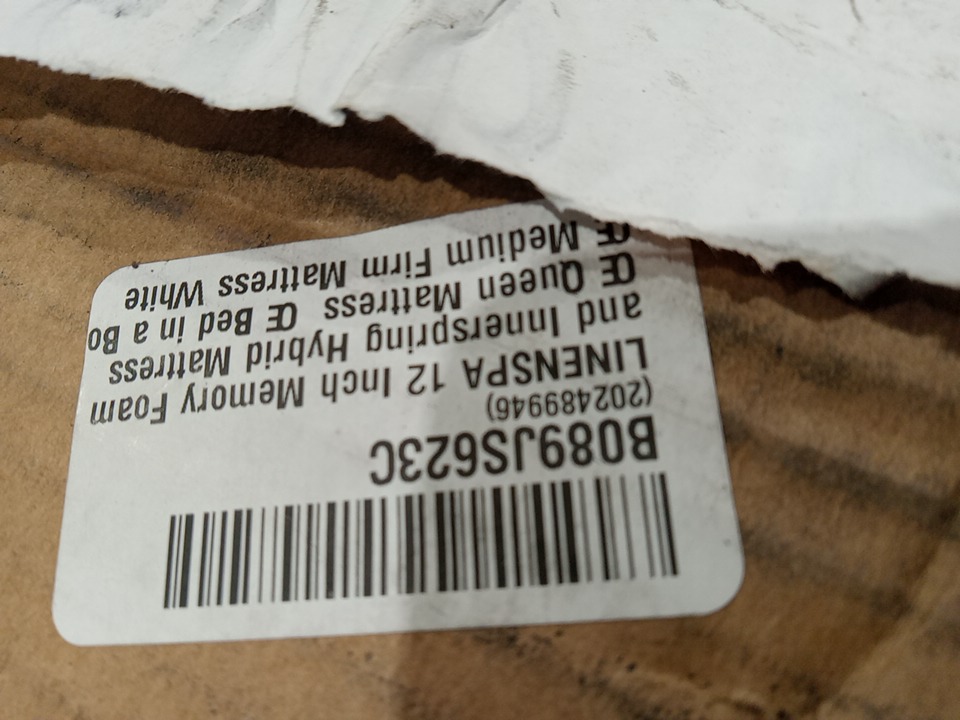 B089JS623C
(202489946)
LINENSPA 12 Inch Memory Foam
and Innerspring Hybrid Mattress
Œ Queen Mattress Œ Bed in a Bo
Œ Medium Firm Mattress White